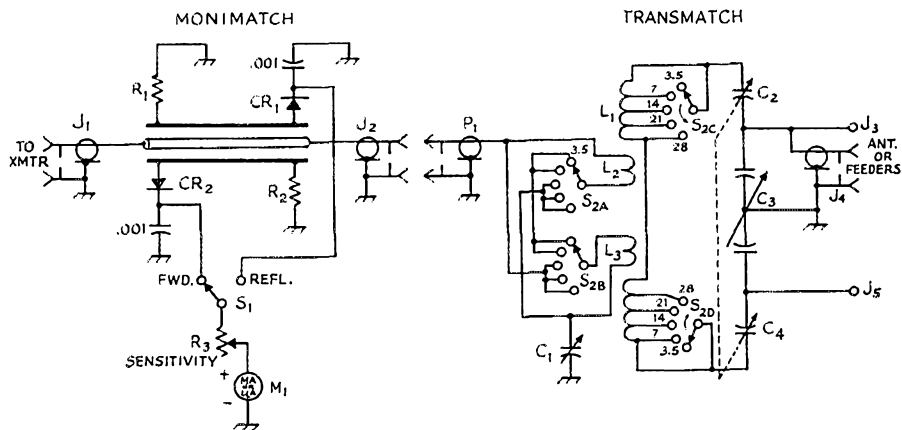 MONIMATCH
TRANSMATCH
.001
R1
CR1
J1
TO
XMTR
J2
P1
CR2
R2
.001
FWD.
REFL.
S1
R3
SENSITIVITY
+
-
M1
3.5
L2
S2A
L3
S2B
C1
3.5
7
14
21
28
L1
S2C
C2
J3
ANT.
OR
FEEDERS
J4
C3
J5
28
21
14
7
3.5
S2D
C4